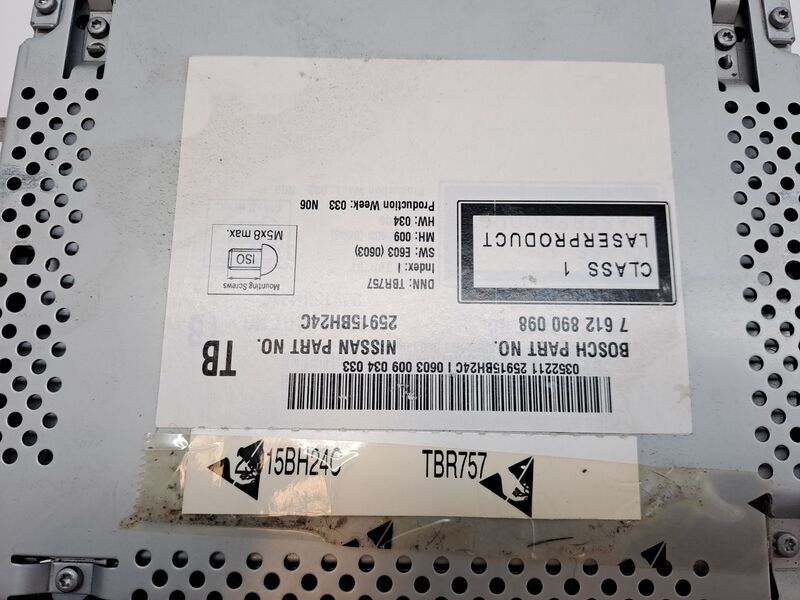 0352211 25915BH24C I 0603 009 034 033
BOSCH PART NO.
7 612 890 098
NISSAN PART NO.
25915BH24C
TB
CLASS 1
LASERPRODUCT
DNN: TBR757
Index: I
SW: E603 (0603)
MH: 009
HW: 034
Production Week: 033 N06
Mounting Screws
ISO
M5x8 max.
15BH24C
TBR757